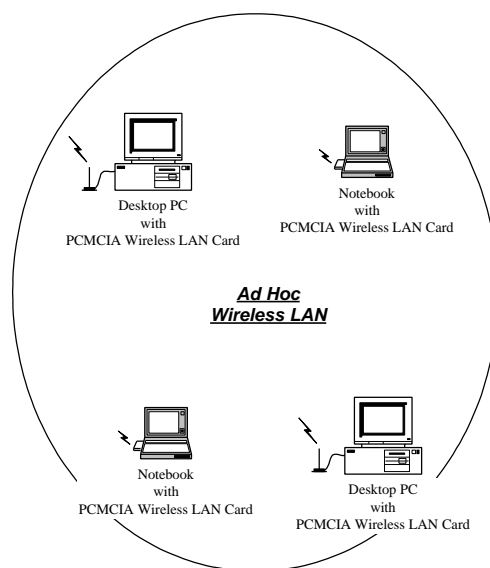 Desktop PC
with
PCMCIA Wireless LAN Card
Notebook
with
PCMCIA Wireless LAN Card
Ad Hoc
Wireless LAN
Notebook
with
PCMCIA Wireless LAN Card
Desktop PC
with
PCMCIA Wireless LAN Card